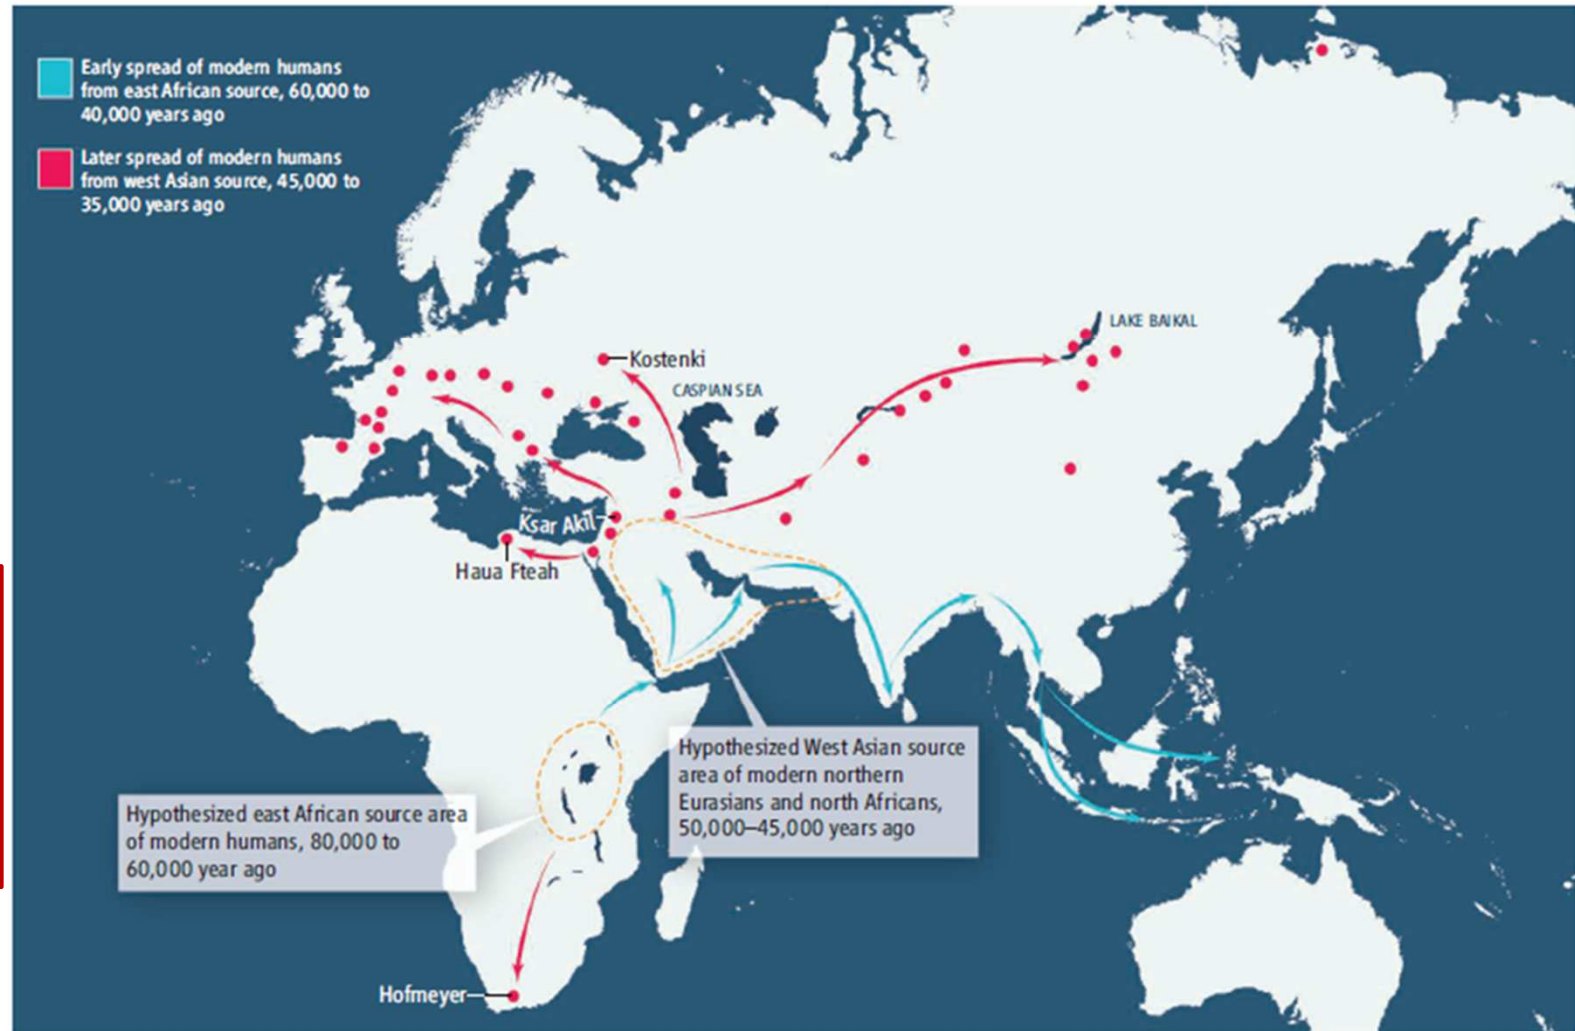 Early spread of modern humans
from east African source, 60,000 to
40,000 years ago
Later spread of modern humans
from west Asian source, 45,000 to
35,000 years ago
LAKE BAIKAL
Kostenki
CASPIAN SEA
Ksar Akil
Haua Fteah
Hypothesized West Asian source
area of modern northern
Eurasians and north Africans,
50,000–45,000 years ago
Hypothesized east African source area
of modern humans, 80,000 to
60,000 year ago
Hofmeyer